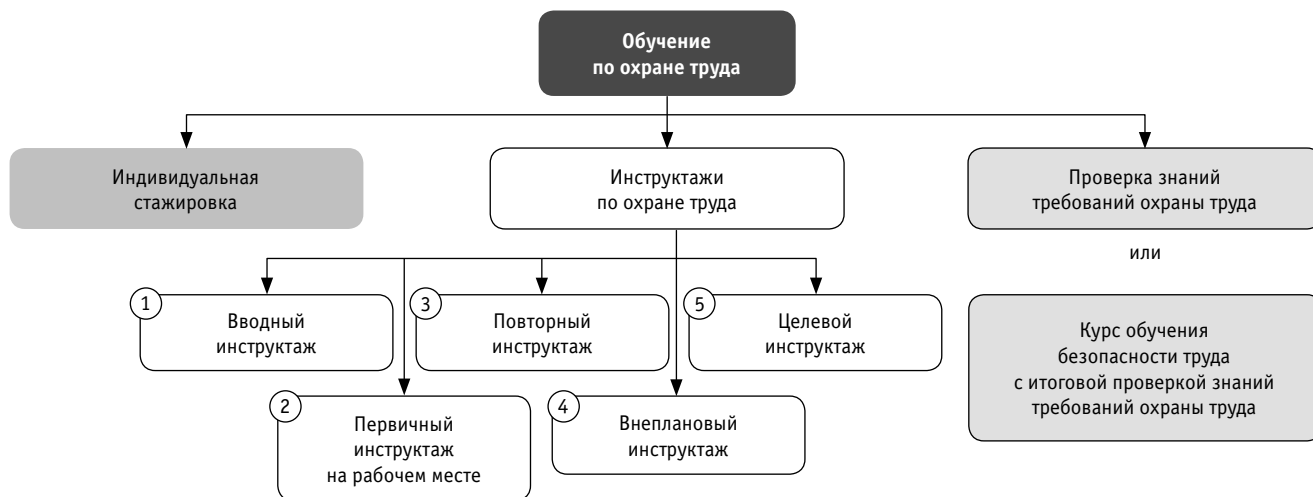 Обучение
по охране труда
Индивидуальная
стажировка
Инструктажи
по охране труда
Проверка знаний
требований охраны труда
или
Курс обучения
безопасности труда
с итоговой проверкой знаний
требований охраны труда
1
Вводный
инструктаж
2
Первичный
инструктаж
на рабочем месте
3
Повторный
инструктаж
4
Внеплановый
инструктаж
5
Целевой
инструктаж